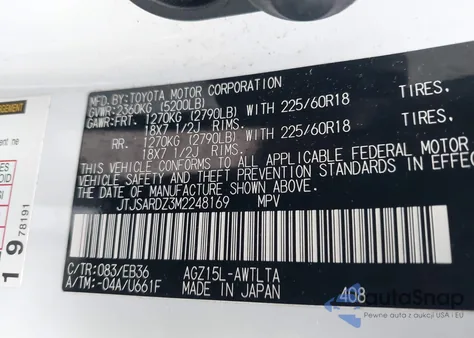 MFD. BY:TOYOTA MOTOR CORPORATION
GVWR:2360KG (5200LB)
GAWR:FRT. 1270KG (2790LB) WITH 225/60R18 TIRES.
18X7 1/2J RIMS.
RR. 1270KG (2790LB) WITH 225/60R18 TIRES.
18X7 1/2J RIMS.
THIS VEHICLE CONFORMS TO ALL APPLICABLE FEDERAL MOTOR
VEHICLE SAFETY AND THEFT PREVENTION STANDARDS IN EFFECT
THE DATE OF MANUFACTURE SHOWN ABOVE.
JTJSARDZ3M2248169 MPV
C/TR:083/EB36 AGZ15L-AWTLTA
A/TM:-04A/U661F MADE IN JAPAN 408
78191
AutoSnap
Pewne auta z USA i EU